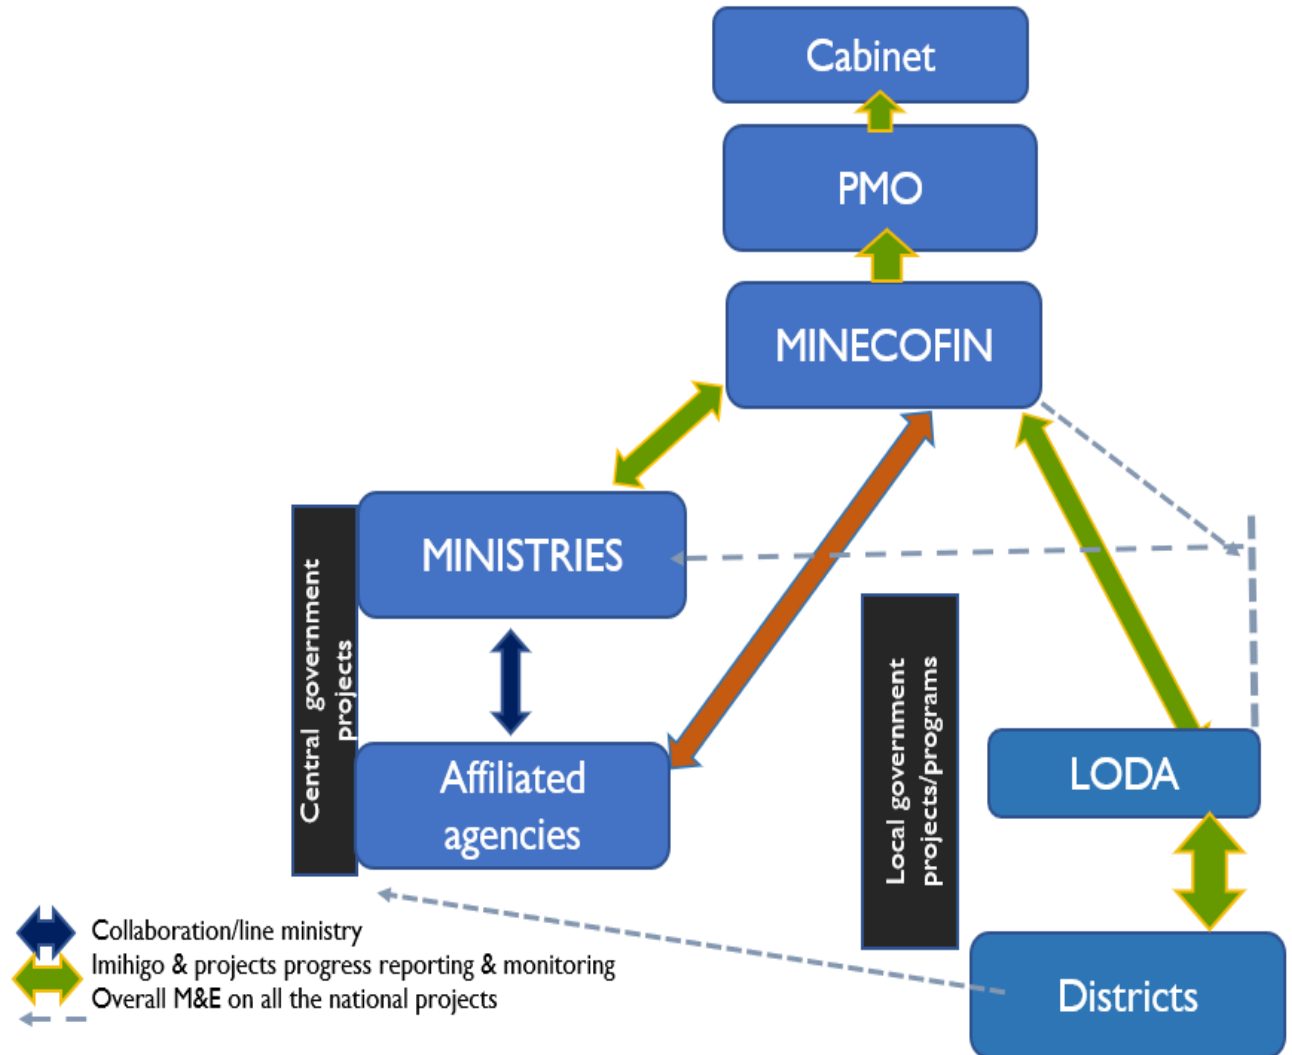 Cabinet
PMO
MINECOFIN
MINISTRIES
Central government
projects
Affiliated
agencies
Local government
projects/programs
LODA
Districts
Collaboration/line ministry
Imihigo & projects progress reporting & monitoring
Overall M&E on all the national projects